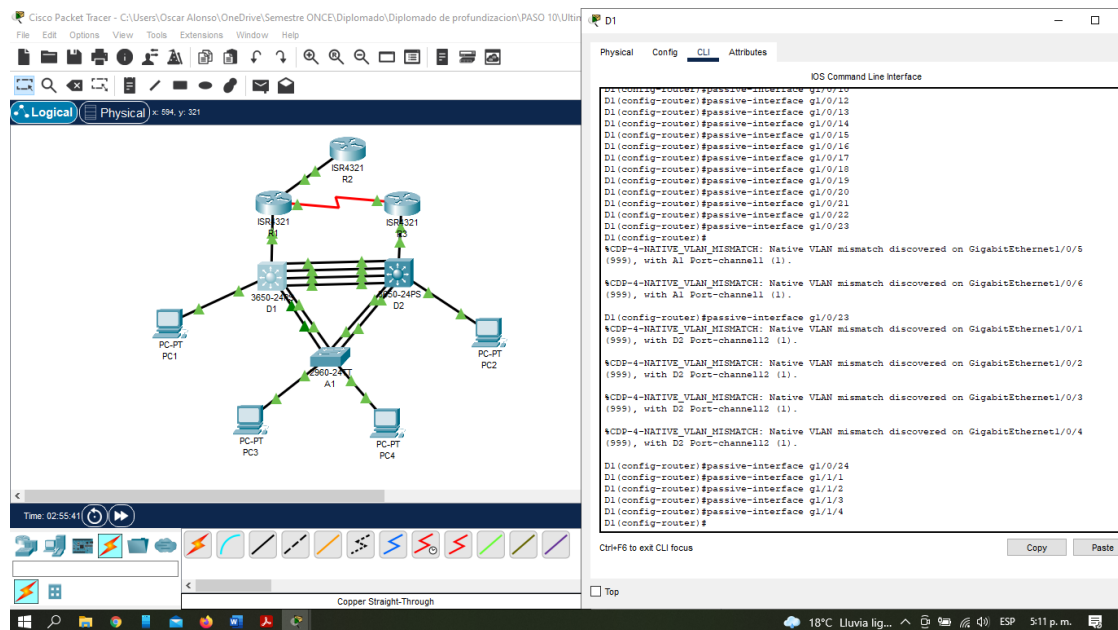 Cisco Packet Tracer - C:\Users\Oscar Alonso\OneDrive\Semestre ONCE\Diplomado\Diplomado de profundizacion\PASO 10\Ultin
File Edit Options View Tools Extensions Window Help
Logical Physical x: 594, y: 321
ISR4321
R2
ISR4321
R1
ISR4321
R3
3650-24PS
D1
3650-24PS
D2
PC-PT
PC1
PC-PT
PC2
2960-24TT
A1
PC-PT
PC3
PC-PT
PC4
Time: 02:55:41
Copper Straight-Through
D1
Physical Config CLI Attributes
IOS Command Line Interface
D1(config-router)#passive-interface g1/0/12
D1(config-router)#passive-interface g1/0/13
D1(config-router)#passive-interface g1/0/14
D1(config-router)#passive-interface g1/0/15
D1(config-router)#passive-interface g1/0/16
D1(config-router)#passive-interface g1/0/17
D1(config-router)#passive-interface g1/0/18
D1(config-router)#passive-interface g1/0/19
D1(config-router)#passive-interface g1/0/20
D1(config-router)#passive-interface g1/0/21
D1(config-router)#passive-interface g1/0/22
D1(config-router)#passive-interface g1/0/23
D1(config-router)#
%CDP-4-NATIVE_VLAN_MISMATCH: Native VLAN mismatch discovered on GigabitEthernet1/0/5
(999), with A1 Port-channel1 (1).
%CDP-4-NATIVE_VLAN_MISMATCH: Native VLAN mismatch discovered on GigabitEthernet1/0/6
(999), with A1 Port-channel1 (1).
D1(config-router)#passive-interface g1/0/23
%CDP-4-NATIVE_VLAN_MISMATCH: Native VLAN mismatch discovered on GigabitEthernet1/0/1
(999), with D2 Port-channel12 (1).
%CDP-4-NATIVE_VLAN_MISMATCH: Native VLAN mismatch discovered on GigabitEthernet1/0/2
(999), with D2 Port-channel12 (1).
%CDP-4-NATIVE_VLAN_MISMATCH: Native VLAN mismatch discovered on GigabitEthernet1/0/3
(999), with D2 Port-channel12 (1).
%CDP-4-NATIVE_VLAN_MISMATCH: Native VLAN mismatch discovered on GigabitEthernet1/0/4
(999), with D2 Port-channel12 (1).
D1(config-router)#passive-interface g1/0/24
D1(config-router)#passive-interface g1/1/1
D1(config-router)#passive-interface g1/1/2
D1(config-router)#passive-interface g1/1/3
D1(config-router)#passive-interface g1/1/4
D1(config-router)#
Ctrl+F6 to exit CLI focus
Copy Paste
Top
18°C Lluvia lig... ESP 5:11 p. m.